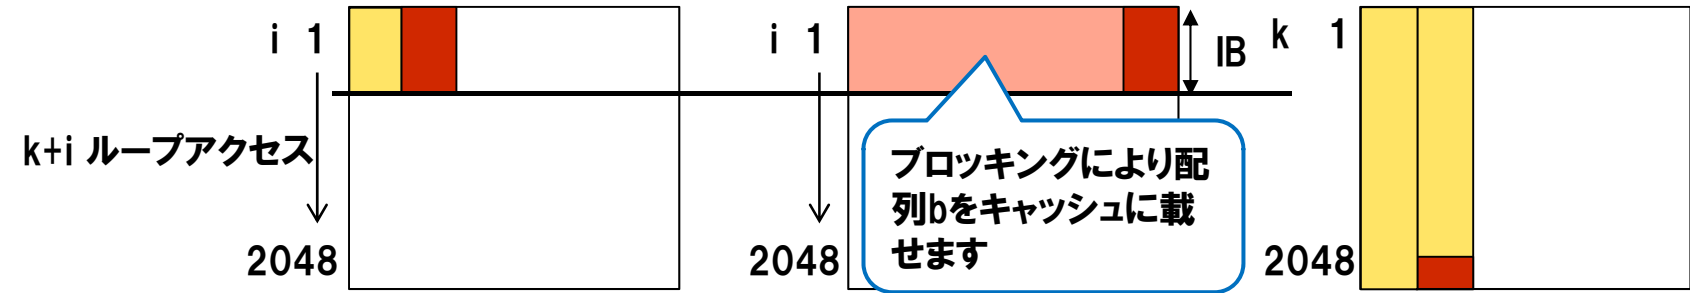 i 1
i 1
IB
k 1
k+i ループアクセス
ブロッキングにより配
列bをキャッシュに載
せます
2048
2048
2048